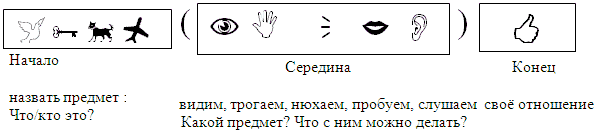 Начало
Середина
Конец
назвать предмет :
Что/кто это?
видим, трогаем, нюхаем, пробуем, слушаем своё отношение
Какой предмет? Что с ним можно делать?